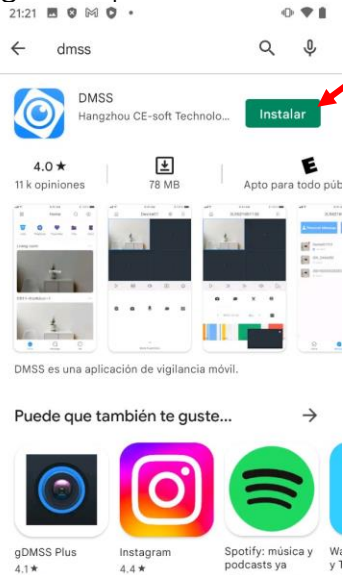 21:21
dmss
DMSS
Hangzhou CE-soft Technolo...
Instalar
4.0★
11 k opiniones
78 MB
E
Apto para todo púb
DMSS es una aplicación de vigilancia móvil.
Puede que también te guste...
gDMSS Plus
4.1★
Instagram
4.4★
Spotify: música y
podcasts ya
Wa
y T